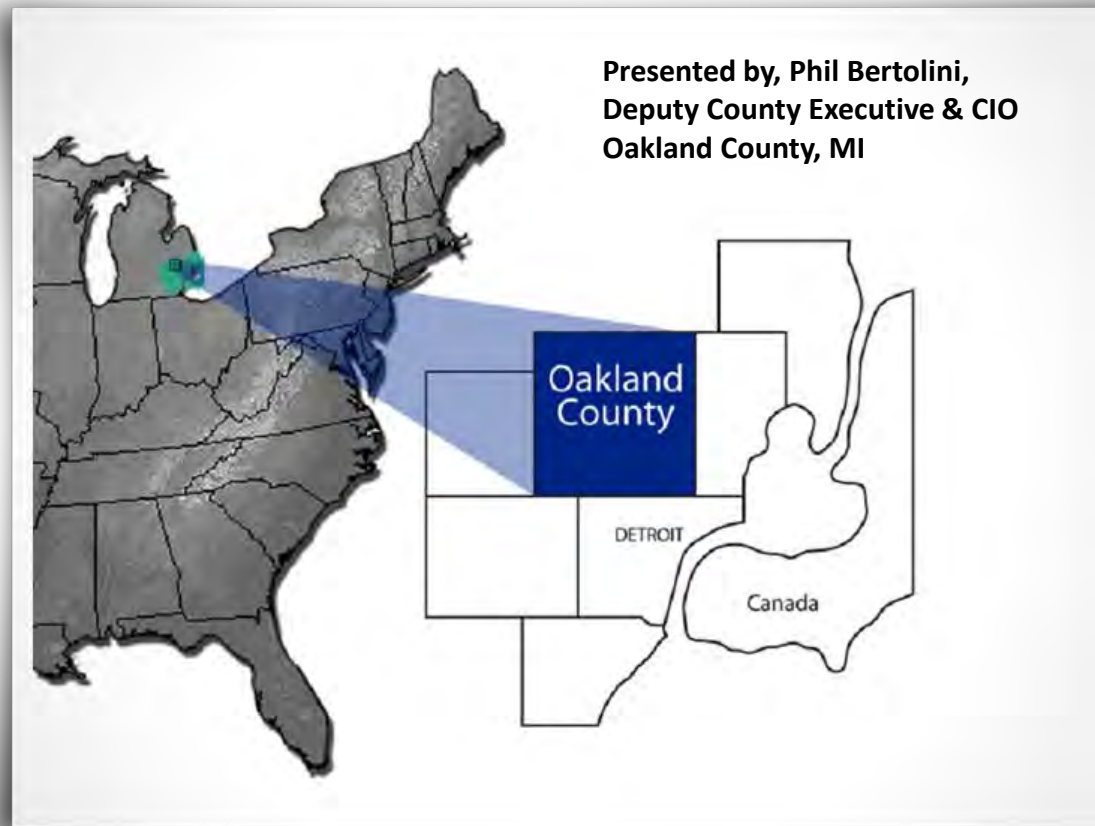 Presented by, Phil Bertolini,
Deputy County Executive & CIO
Oakland County, MI
Oakland
County
DETROIT
Canada